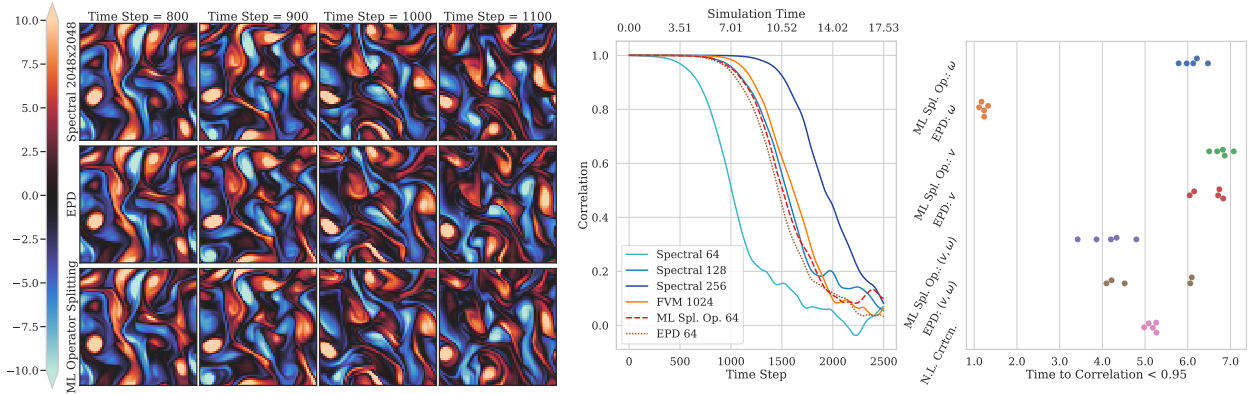 Time Step = 800
Time Step = 900
Time Step = 1000
Time Step = 1100
10.0
7.5
5.0
2.5
0.0
−2.5
−5.0
−7.5
−10.0
Spectral 2048x2048
EPD
ML Operator Splitting
Simulation Time
0.00 3.51 7.01 10.52 14.02 17.53
Correlation
1.0
0.8
0.6
0.4
0.2
0.0
Spectral 64
Spectral 128
Spectral 256
FVM 1024
ML Spl. Op. 64
EPD 64
0 500 1000 1500 2000 2500
Time Step
ML Spl. Op.: ω
EPD: ω
ML Spl. Op.: v
EPD: v
ML Spl. Op.: (v, ω)
EPD: (v, ω)
N.L. Crrtcn.
1.0 2.0 3.0 4.0 5.0 6.0 7.0
Time to Correlation < 0.95